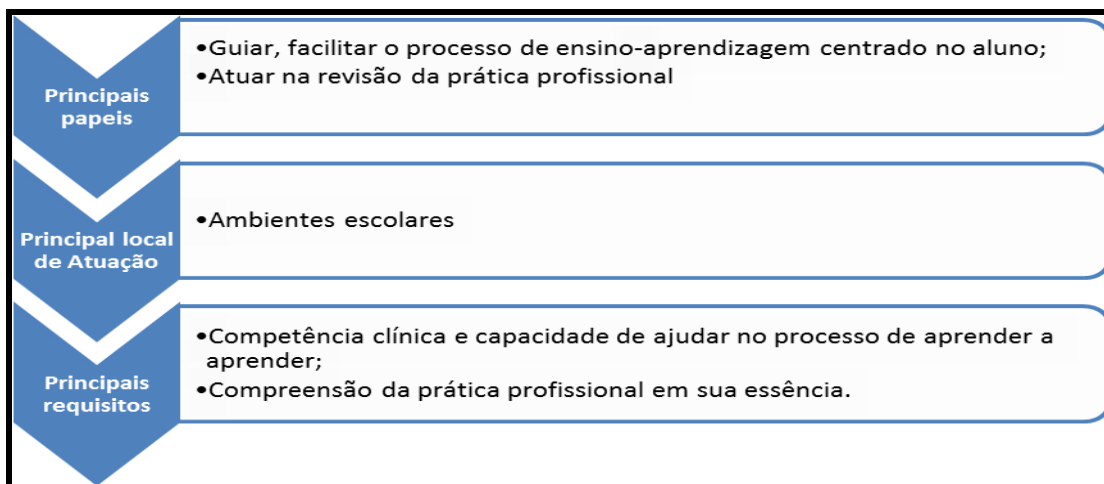 Principais
papeis
•Guiar, facilitar o processo de ensino-aprendizagem centrado no aluno;
•Atuar na revisão da prática profissional
Principal local
de Atuação
•Ambientes escolares
Principais
requisitos
•Competência clínica e capacidade de ajudar no processo de aprender a
aprender;
•Compreensão da prática profissional em sua essência.